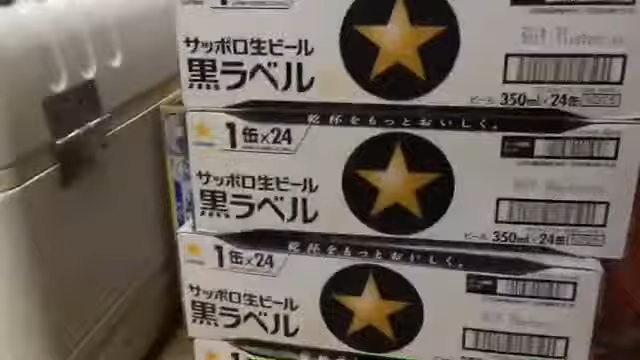 サッポロ生ビール
黒ラベル
ビール 350ml×24缶
乾杯をもっとおいしく。
1缶×24
サッポロ生ビール
黒ラベル
ビール 350ml×24缶
乾杯をもっとおいしく。
1缶×24
サッポロ生ビール
黒ラベル